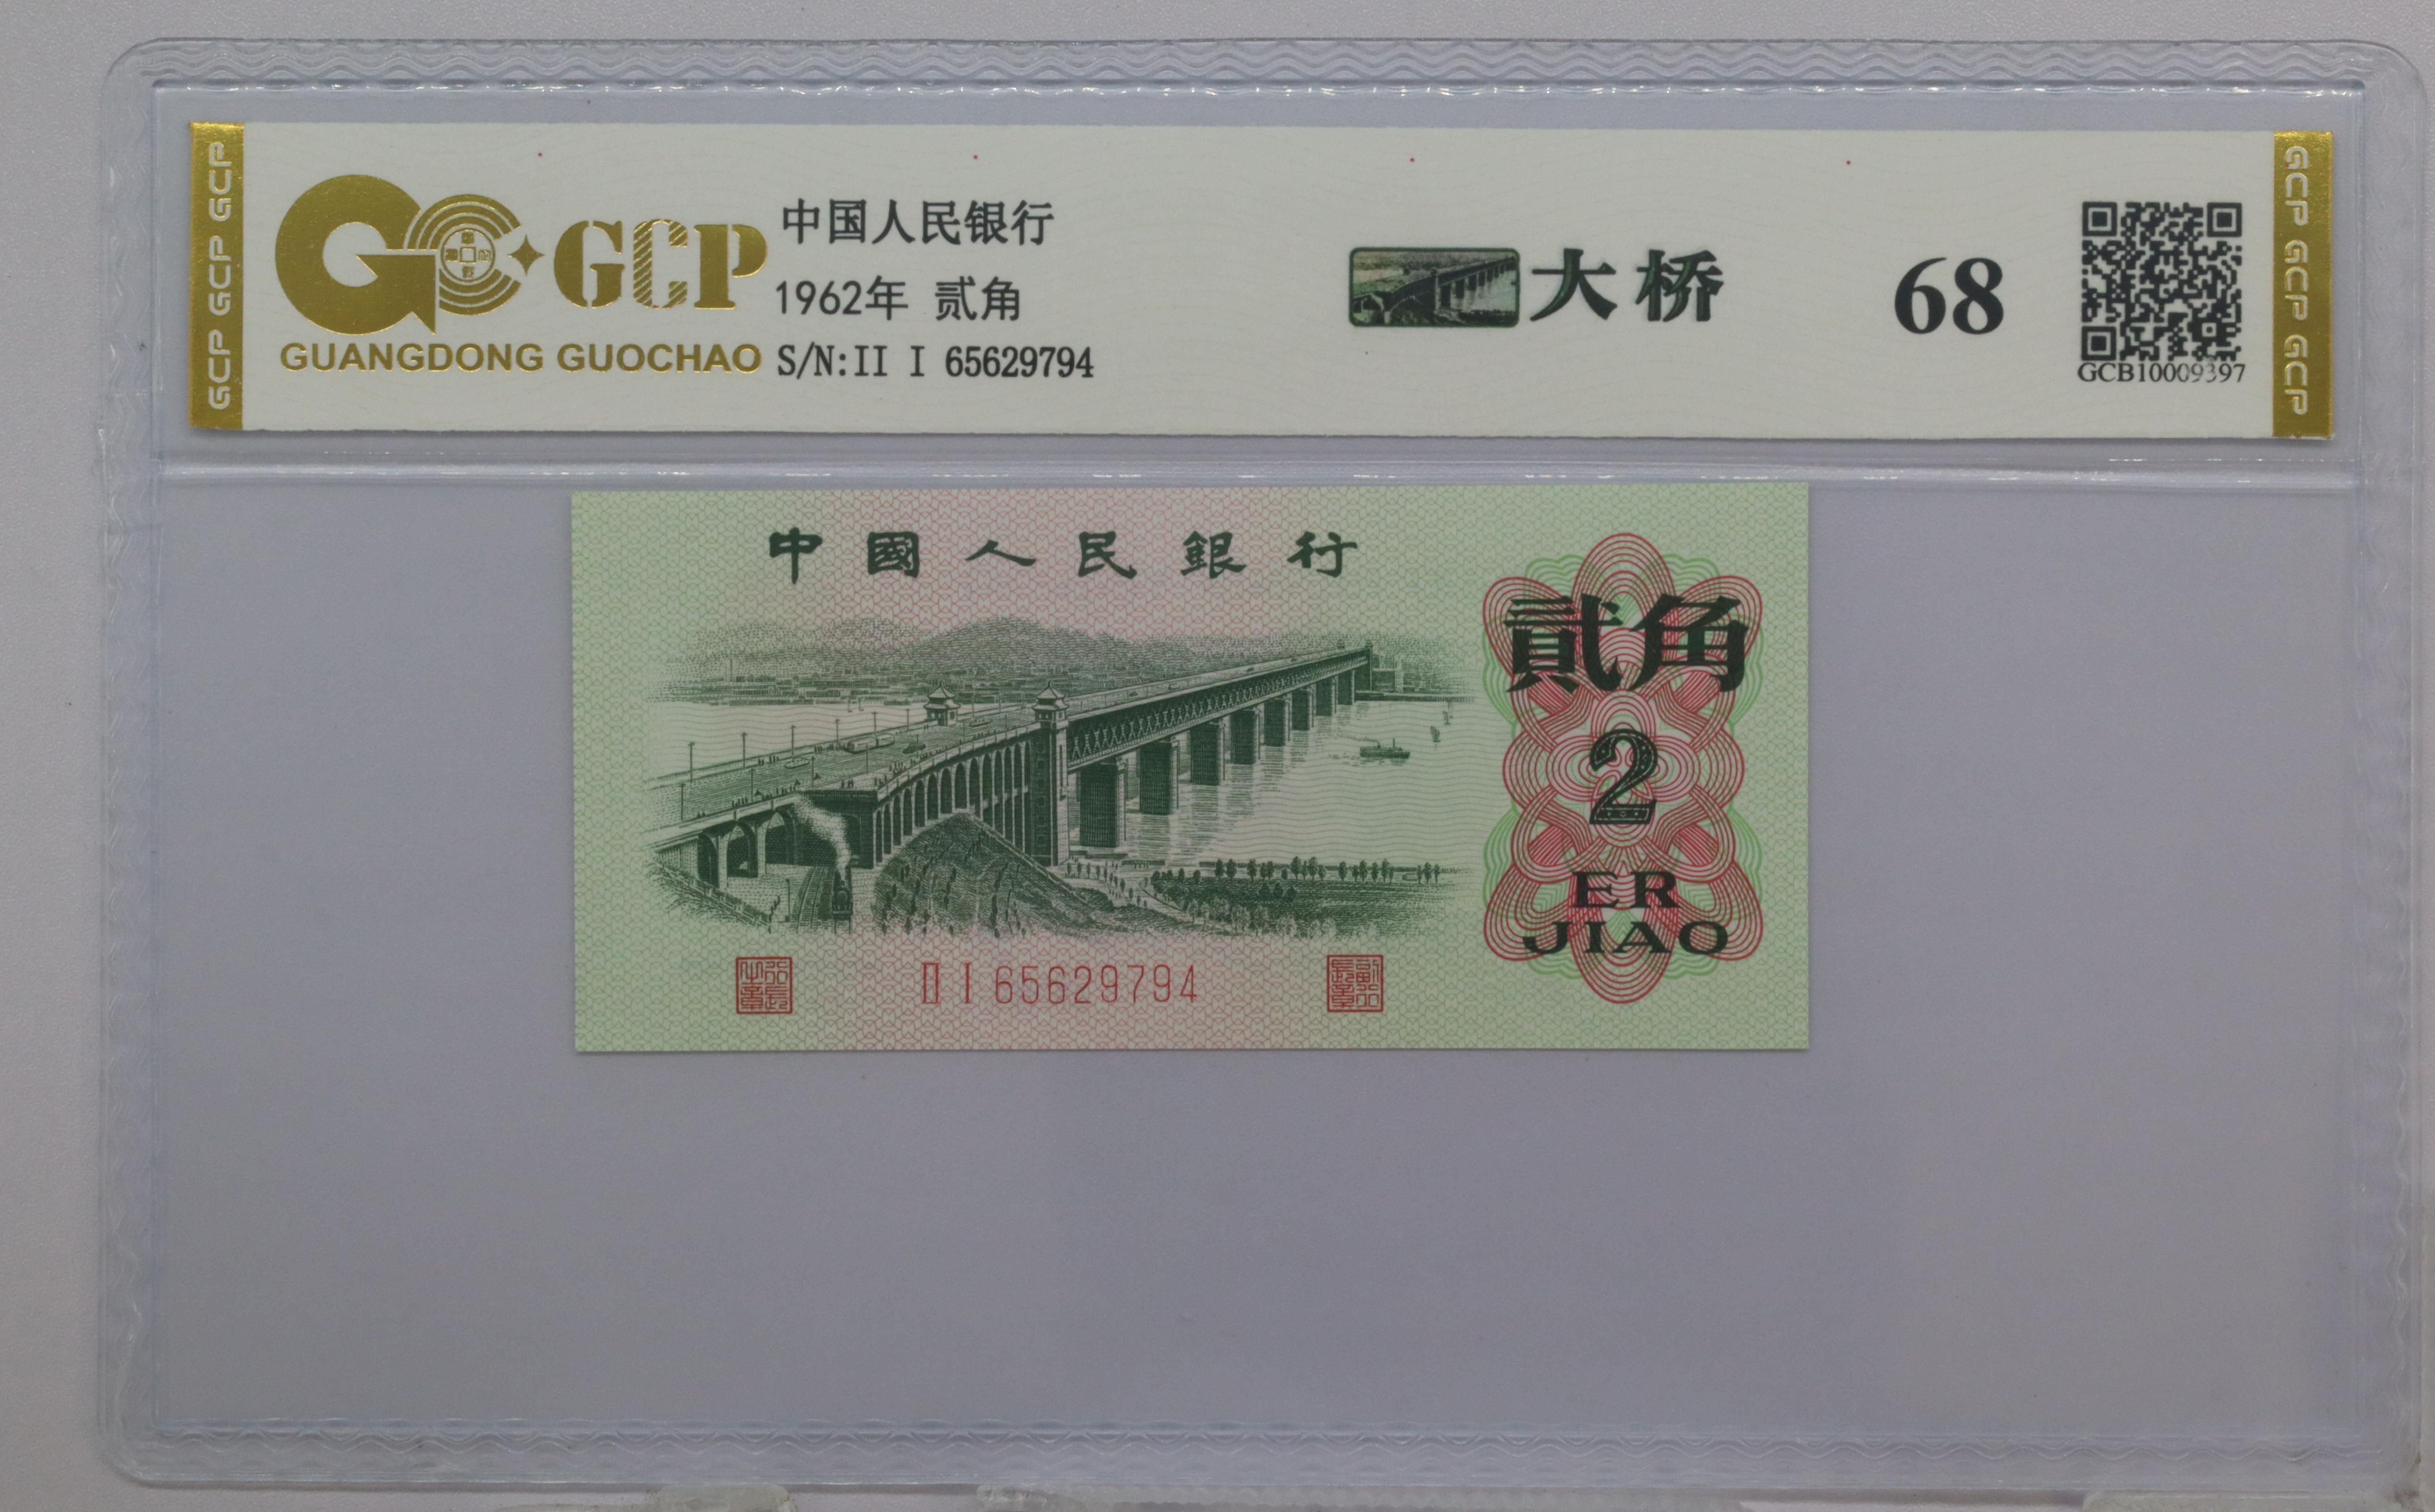 GCP GCP GCP
GCP
GUANGDONG GUOCHAO
中国人民银行
1962年 贰角
S/N:II I 65629794
大桥
68
GCB10009397
GCP GCP GCP
中國人民銀行
貳角
2
ER
JIAO
II I 65629794